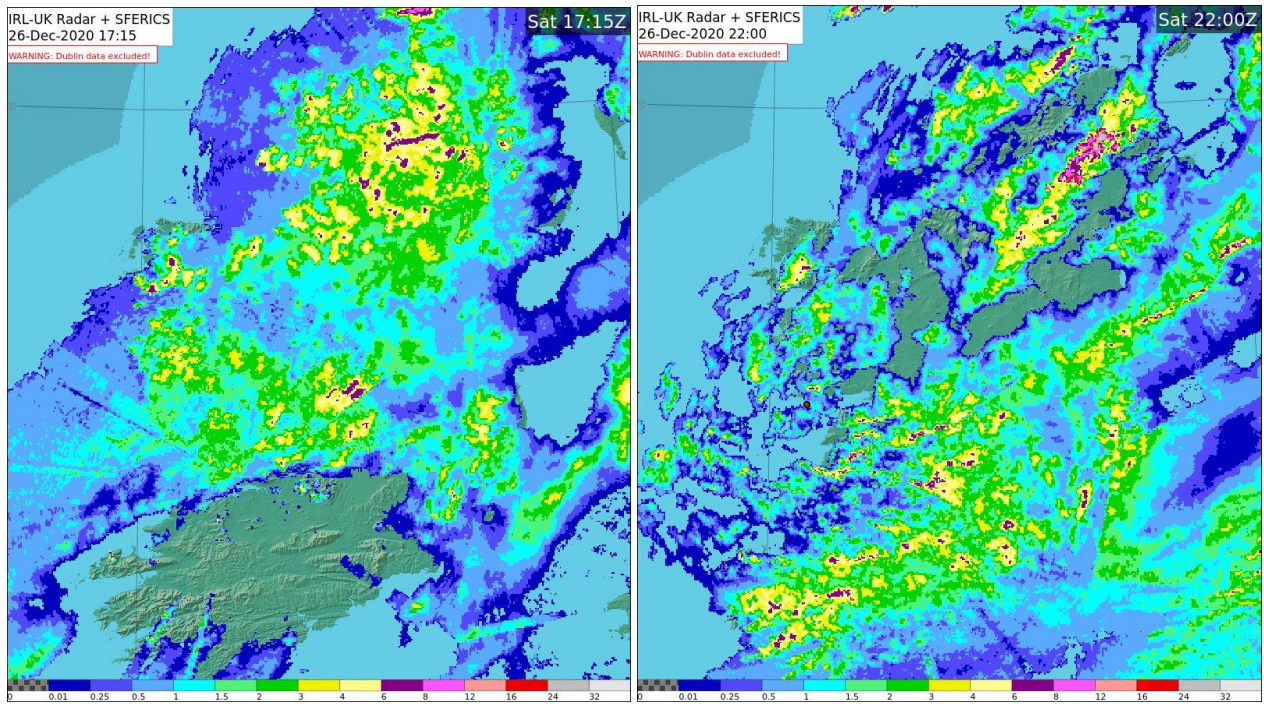 IRL-UK Radar + SFERICS
26-Dec-2020 17:15
WARNING: Dublin data excluded!
Sat 17:15Z
0 0.01 0.25 0.5 1 1.5 2 3 4 6 8 12 16 24 32
IRL-UK Radar + SFERICS
26-Dec-2020 22:00
WARNING: Dublin data excluded!
Sat 22:00Z
0 0.01 0.25 0.5 1 1.5 2 3 4 6 8 12 16 24 32